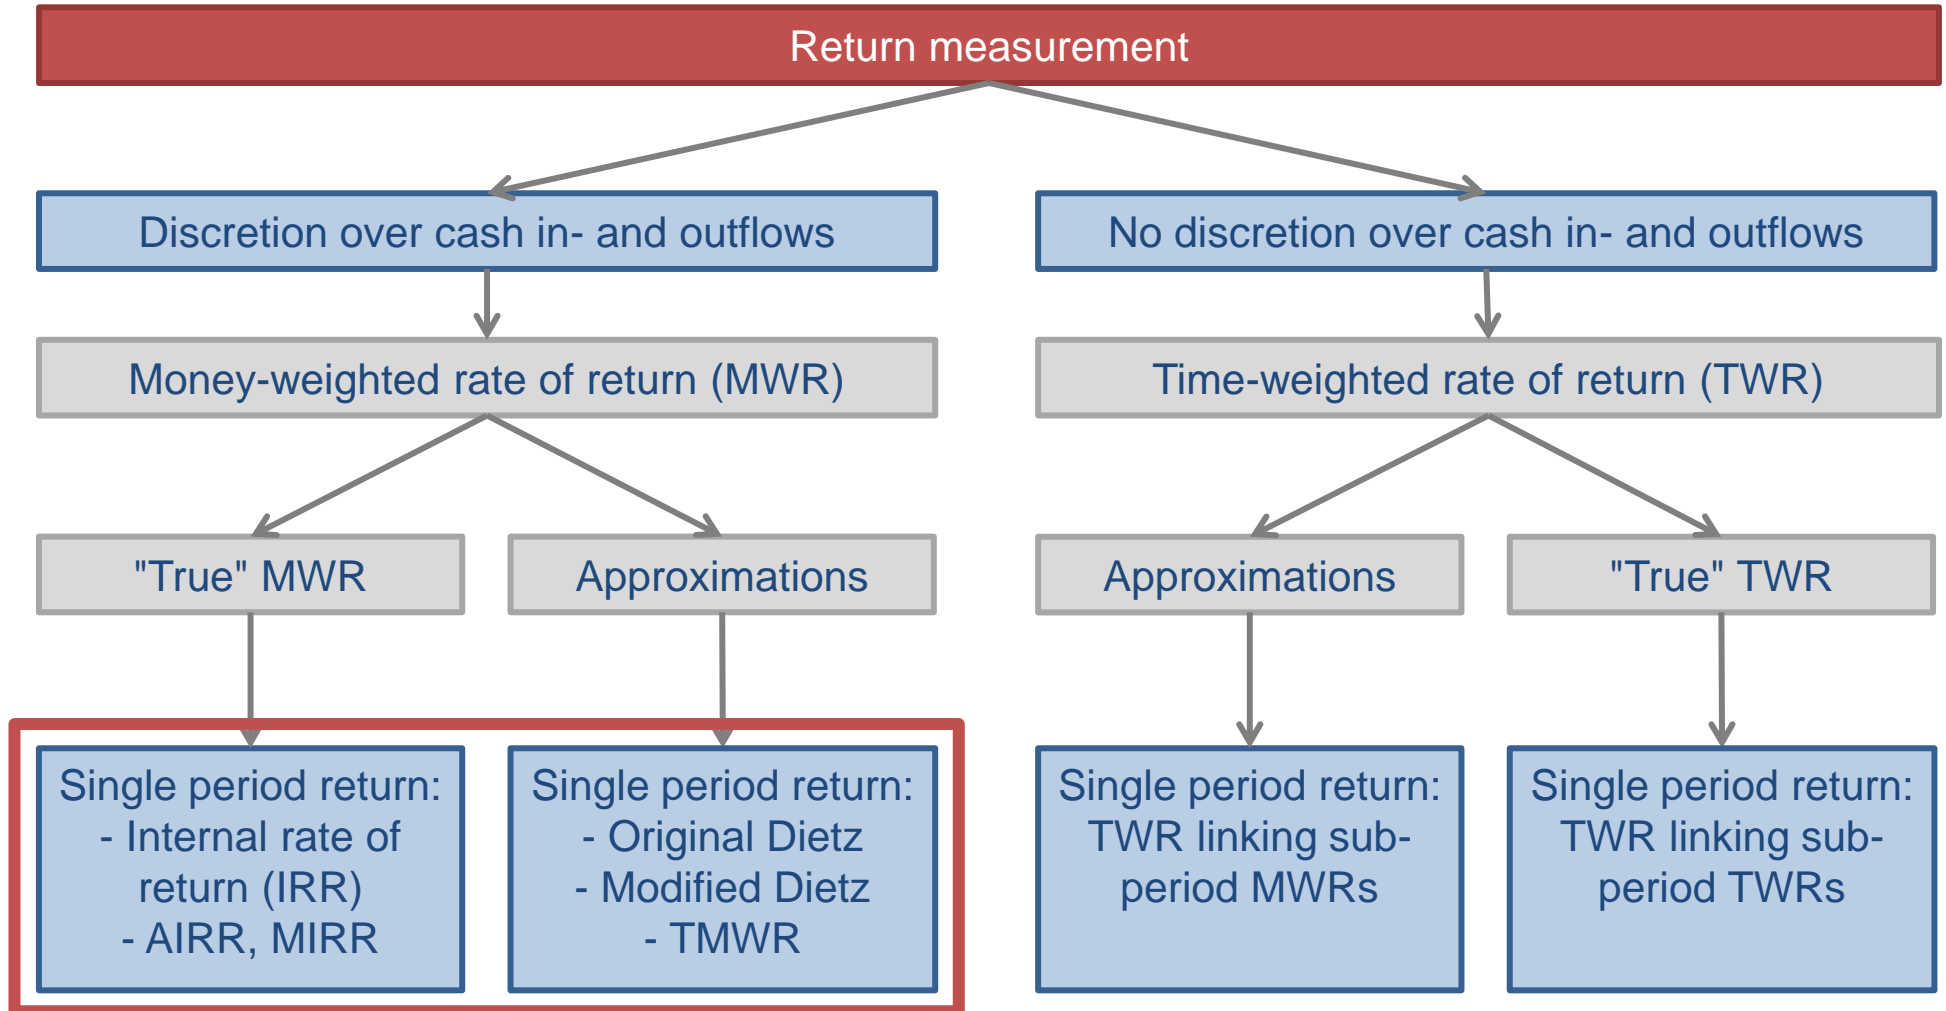 Return measurement
Discretion over cash in- and outflows
No discretion over cash in- and outflows
Money-weighted rate of return (MWR)
Time-weighted rate of return (TWR)
"True" MWR
Approximations
Approximations
"True" TWR
Single period return:
- Internal rate of
return (IRR)
- AIRR, MIRR
Single period return:
- Original Dietz
- Modified Dietz
- TMWR
Single period return:
TWR linking sub-
period MWRs
Single period return:
TWR linking sub-
period TWRs